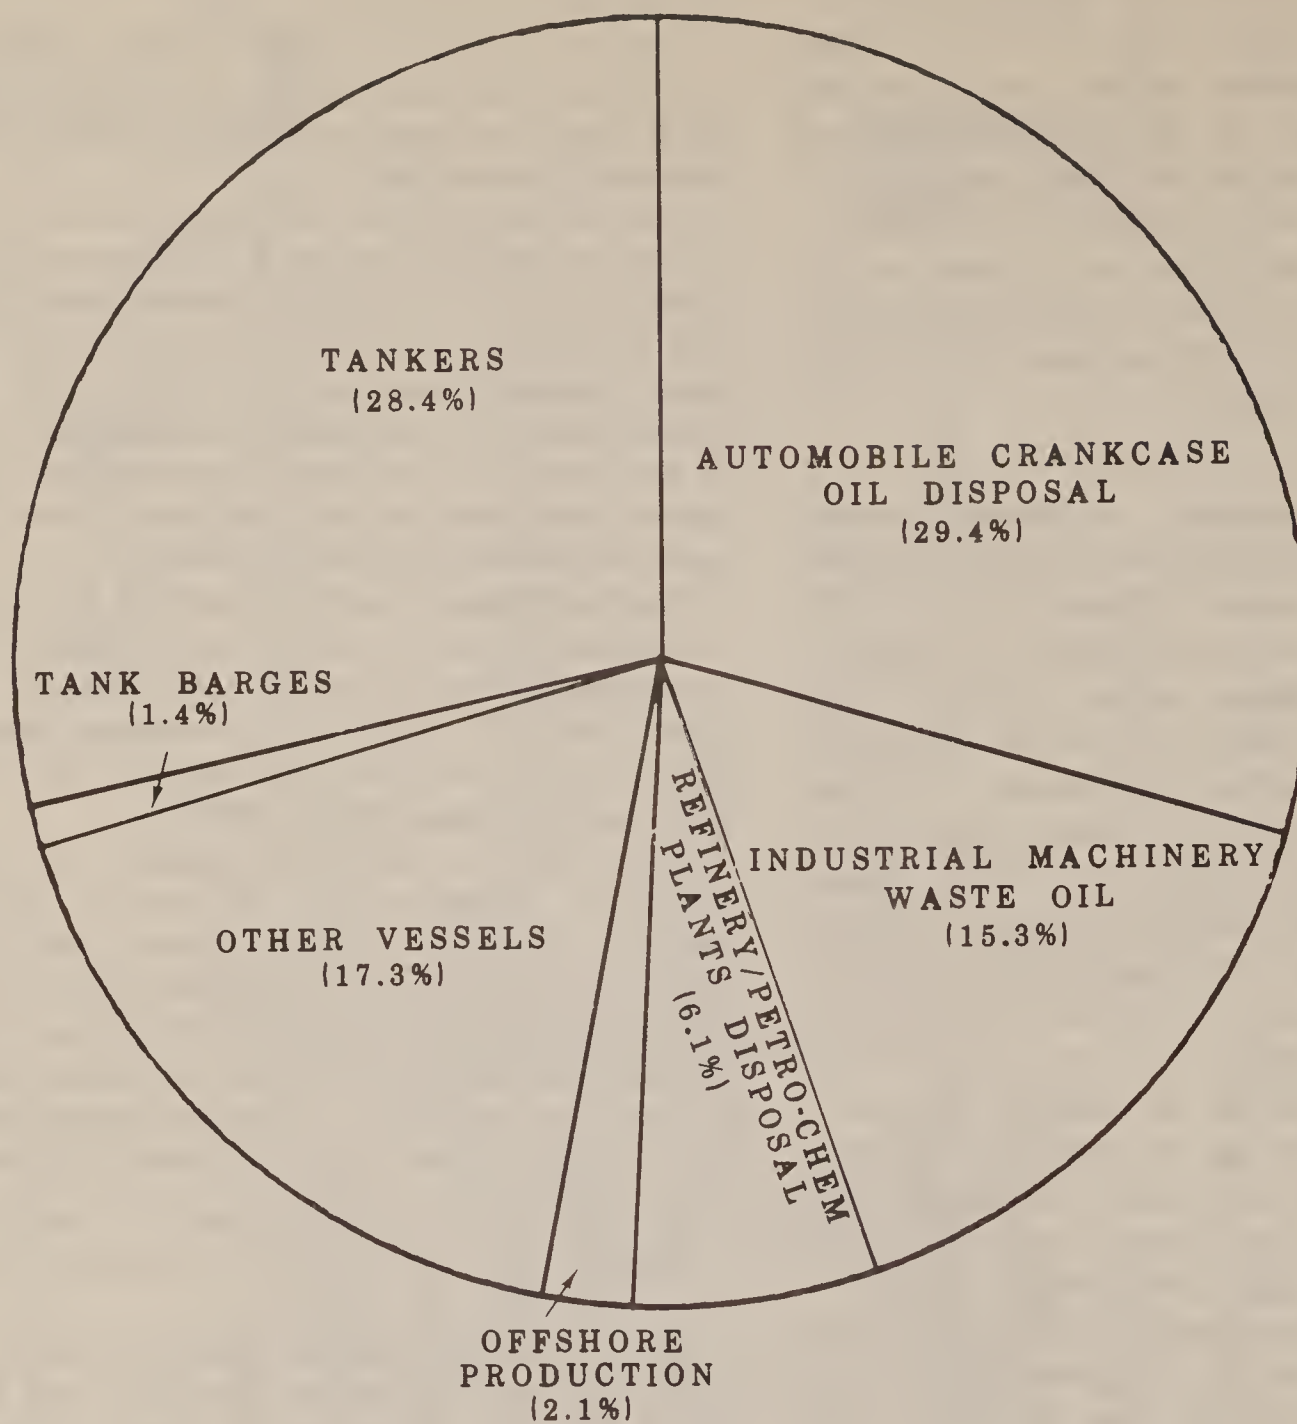 TANKERS
(28.4%)
AUTOMOBILE CRANKCASE
OIL DISPOSAL
(29.4%)
TANK BARGES
(1.4%)
REFINERY/PETRO-CHEM
PLANTS DISPOSAL
(6.1%)
INDUSTRIAL MACHINERY
WASTE OIL
(15.3%)
OTHER VESSELS
(17.3%)
OFFSHORE
PRODUCTION
(2.1%)